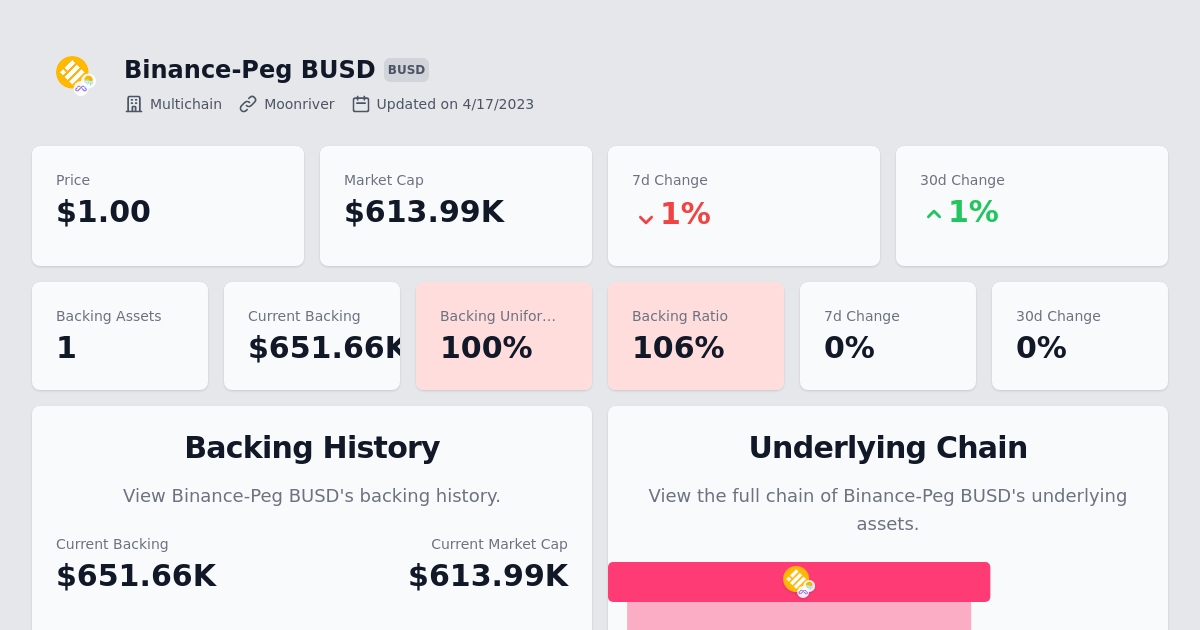 Binance-Peg BUSD BUSD
Multichain Moonriver Updated on 4/17/2023
Price
$1.00
Market Cap
$613.99K
7d Change
1%
30d Change
1%
Backing Assets
1
Current Backing
$651.66K
Backing Unifor...
100%
Backing Ratio
106%
7d Change
0%
30d Change
0%
Backing History
View Binance-Peg BUSD's backing history.
Current Backing
$651.66K
Current Market Cap
$613.99K
Underlying Chain
View the full chain of Binance-Peg BUSD's underlying
assets.